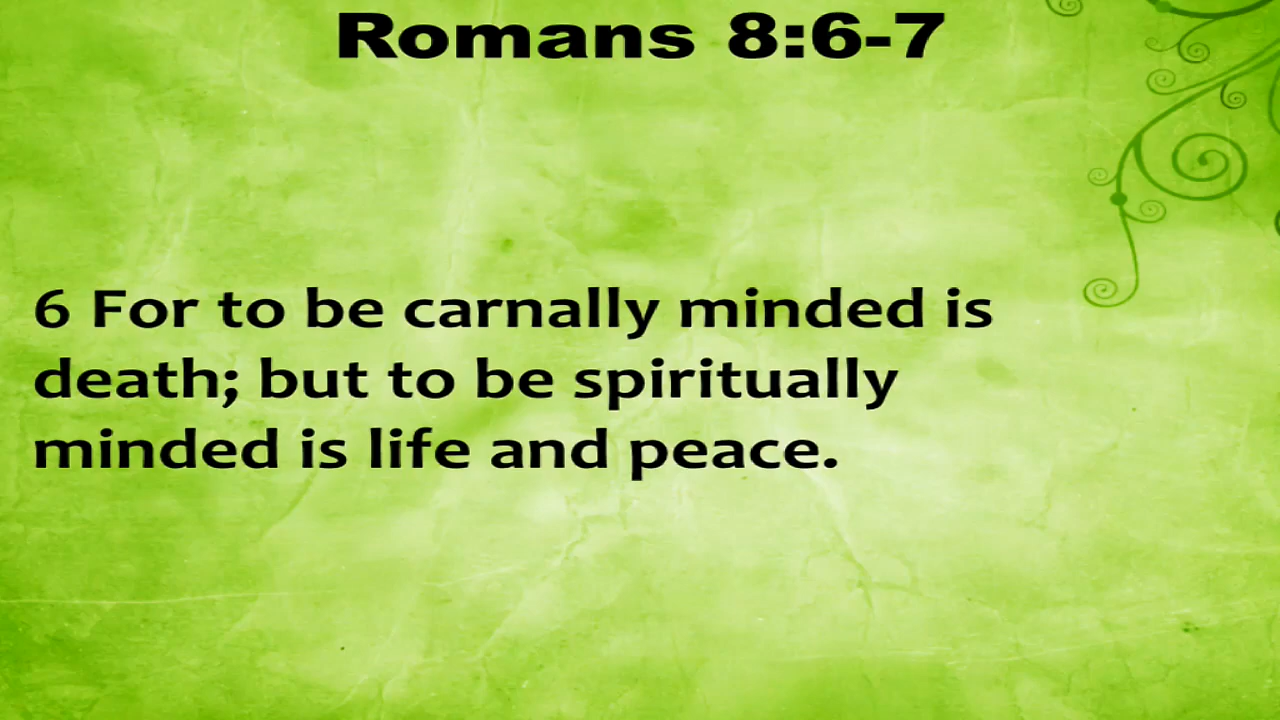 Romans 8:6-7
6 For to be carnally minded is
death; but to be spiritually
minded is life and peace.